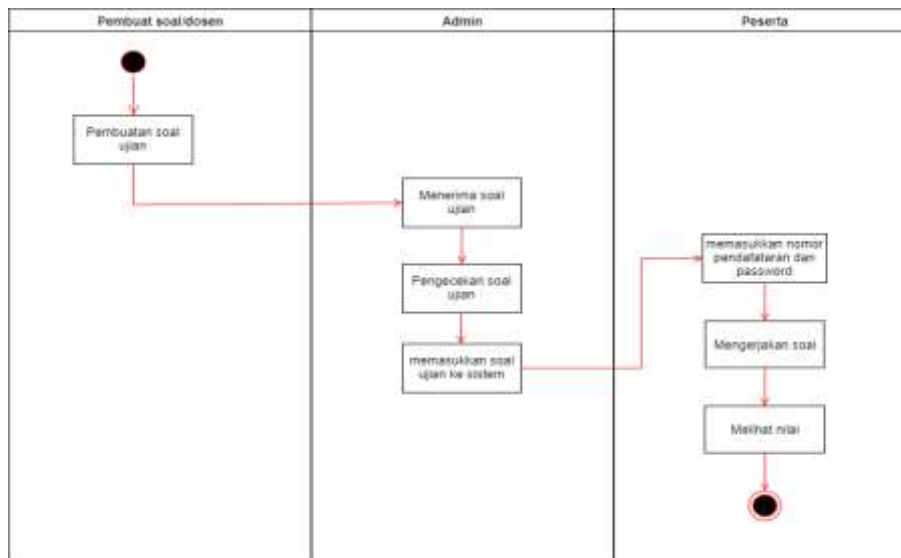 Pembuat soal/dosen
Admin
Peserta
Pembuatan soal
ujian
Menerima soal
ujian
Pengecekan soal
ujian
memasukkan soal
ujian ke sistem
memasukkan nomor
pendafataran dan
password
Mengerjakan soal
Melihat nilai